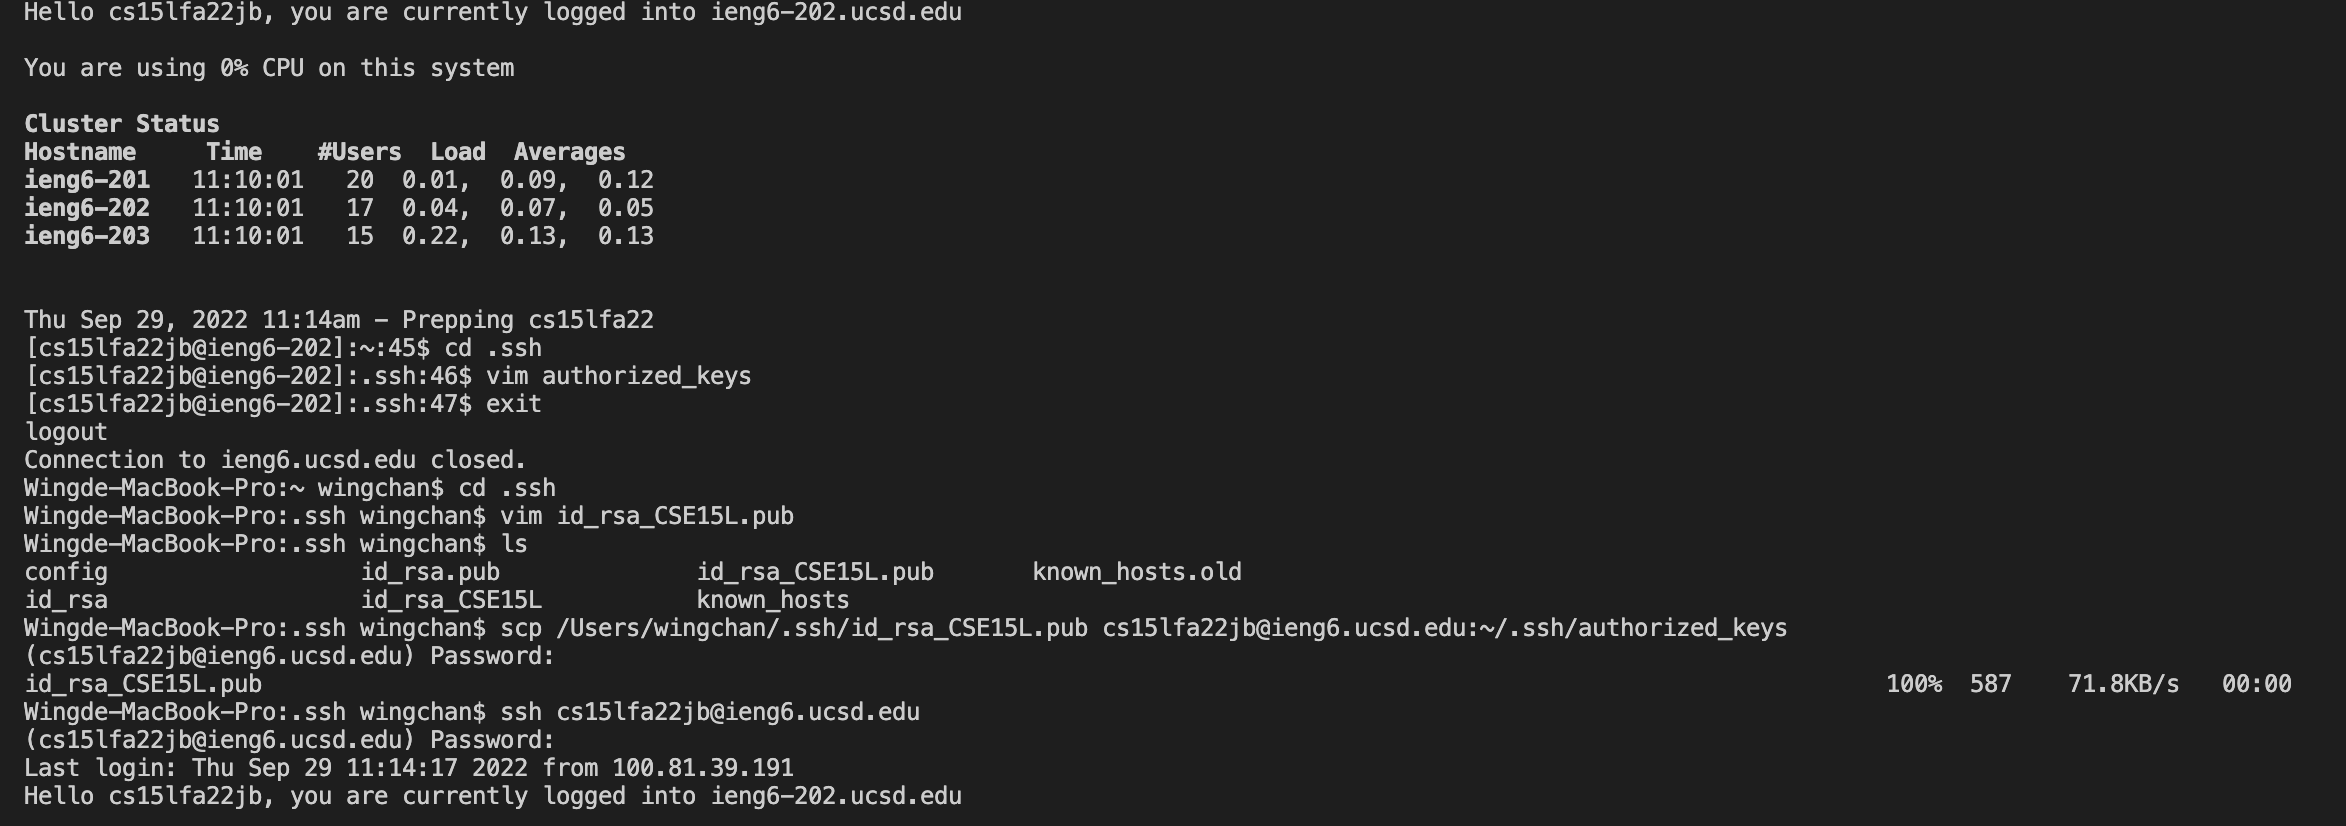 Hello cs15lfa22jb, you are currently logged into ieng6-202.ucsd.edu
You are using 0% CPU on this system
Cluster Status
Hostname     Time    #Users  Load  Averages
ieng6-201   11:10:01   20  0.01,  0.09,  0.12
ieng6-202   11:10:01   17  0.04,  0.07,  0.05
ieng6-203   11:10:01   15  0.22,  0.13,  0.13
Thu Sep 29, 2022 11:14am - Prepping cs15lfa22
[cs15lfa22jb@ieng6-202]:~:45$ cd .ssh
[cs15lfa22jb@ieng6-202]:.ssh:46$ vim authorized_keys
[cs15lfa22jb@ieng6-202]:.ssh:47$ exit
logout
Connection to ieng6.ucsd.edu closed.
Wingde-MacBook-Pro:~ wingchan$ cd .ssh
Wingde-MacBook-Pro:.ssh wingchan$ vim id_rsa_CSE15L.pub
Wingde-MacBook-Pro:.ssh wingchan$ ls
config                  id_rsa.pub              id_rsa_CSE15L.pub       known_hosts.old
id_rsa                  id_rsa_CSE15L           known_hosts
Wingde-MacBook-Pro:.ssh wingchan$ scp /Users/wingchan/.ssh/id_rsa_CSE15L.pub cs15lfa22jb@ieng6.ucsd.edu:~/.ssh/authorized_keys
(cs15lfa22jb@ieng6.ucsd.edu) Password:
id_rsa_CSE15L.pub                                  100%  587    71.8KB/s   00:00
Wingde-MacBook-Pro:.ssh wingchan$ ssh cs15lfa22jb@ieng6.ucsd.edu
(cs15lfa22jb@ieng6.ucsd.edu) Password:
Last login: Thu Sep 29 11:14:17 2022 from 100.81.39.191
Hello cs15lfa22jb, you are currently logged into ieng6-202.ucsd.edu